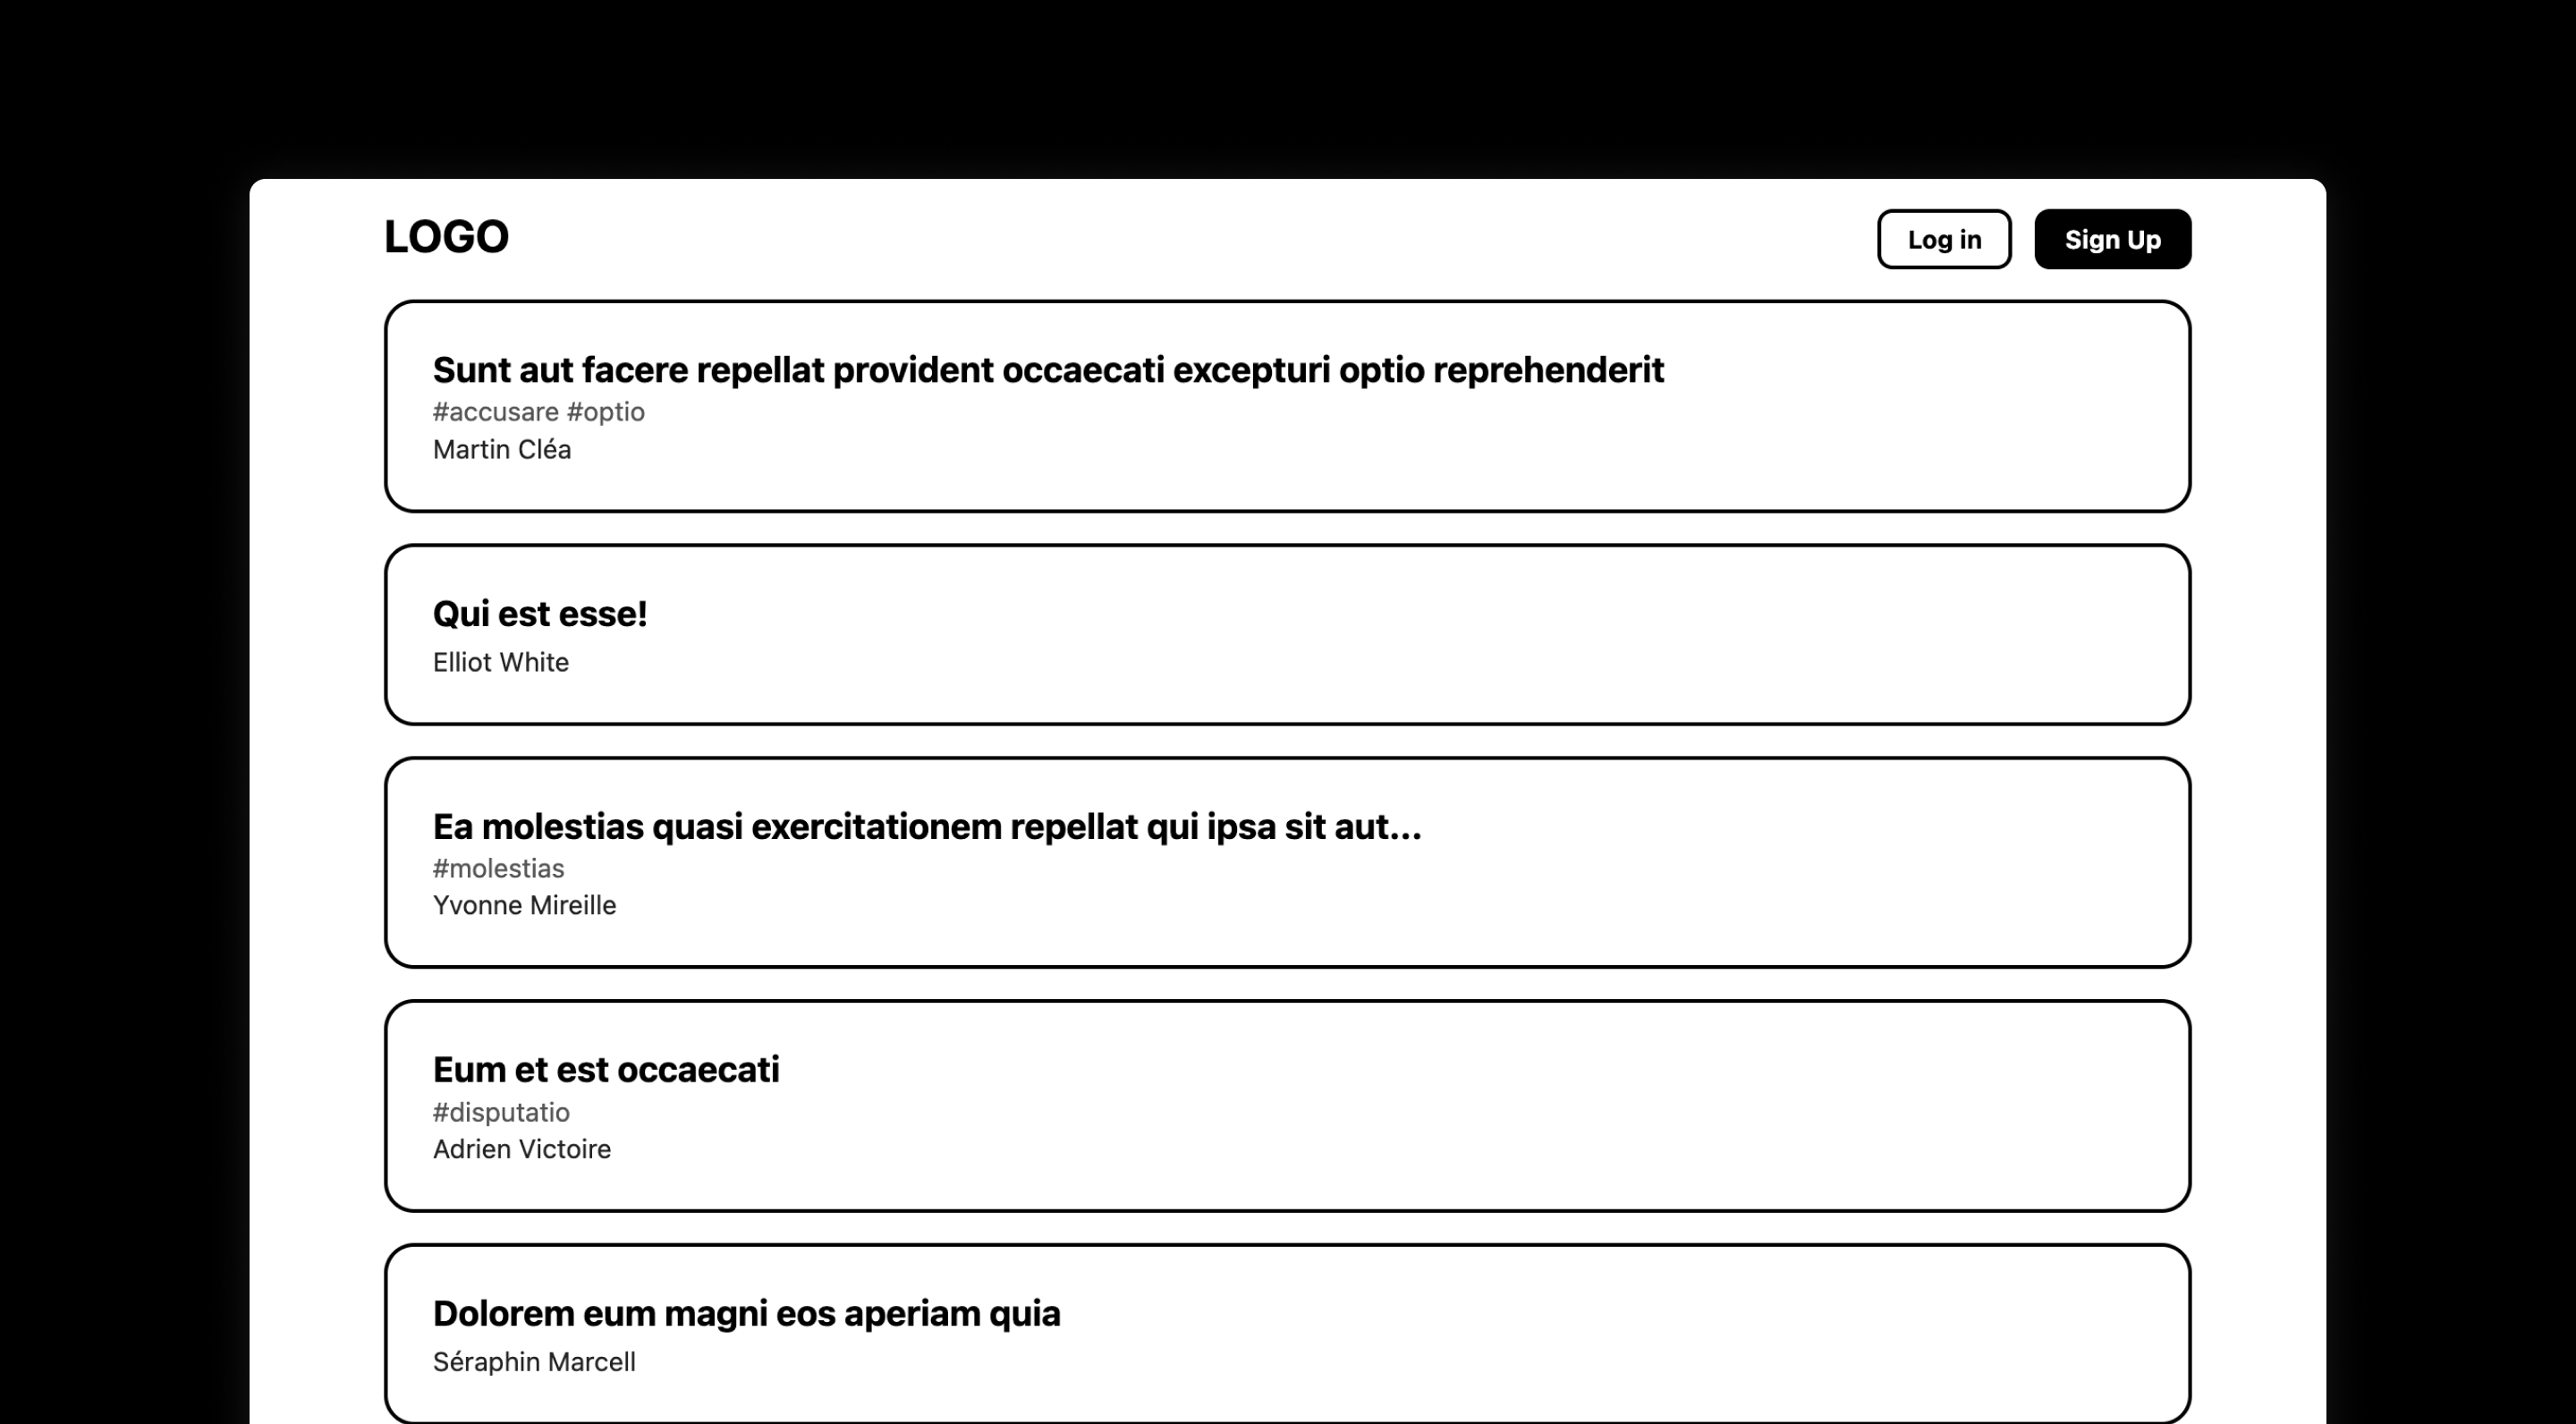 LOGO
Log in
Sign Up
Sunt aut facere repellat provident occaecati excepturi optio reprehenderit
#accusare #optio
Martin Cléa
Qui est esse!
Elliot White
Ea molestias quasi exercitationem repellat qui ipsa sit aut...
#molestias
Yvonne Mireille
Eum et est occaecati
#disputatio
Adrien Victoire
Dolorem eum magni eos aperiam quia
Séraphin Marcell